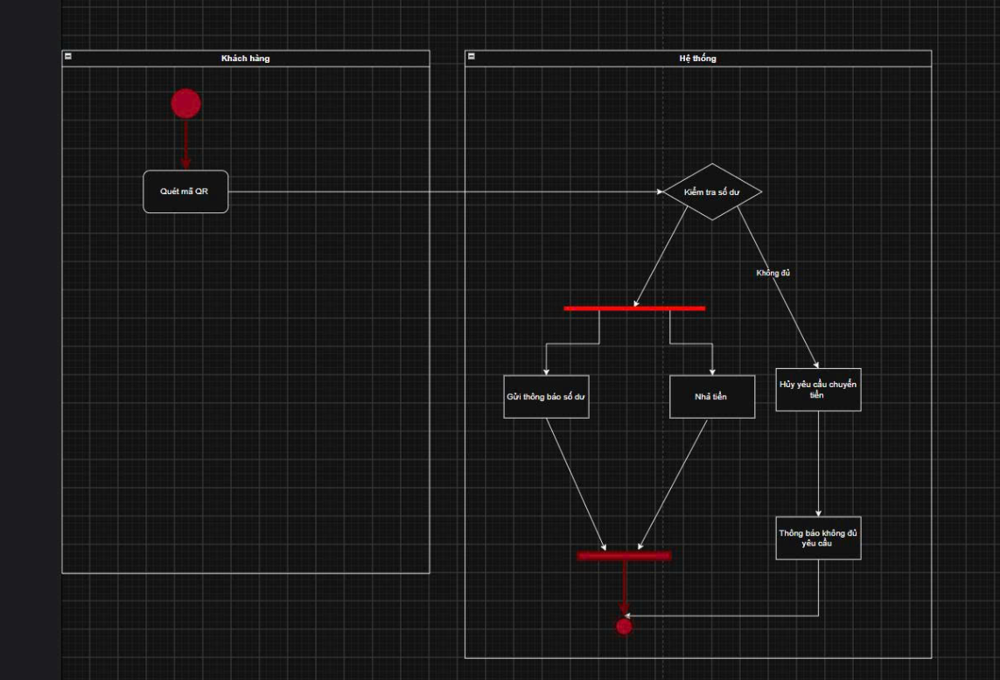 Khách hàng
Hệ thống
Quét mã QR
Kiểm tra số dư
Không đủ
Gửi thông báo số dư
Nhả tiền
Hủy yêu cầu chuyển
tiền
Thông báo không đủ
yêu cầu